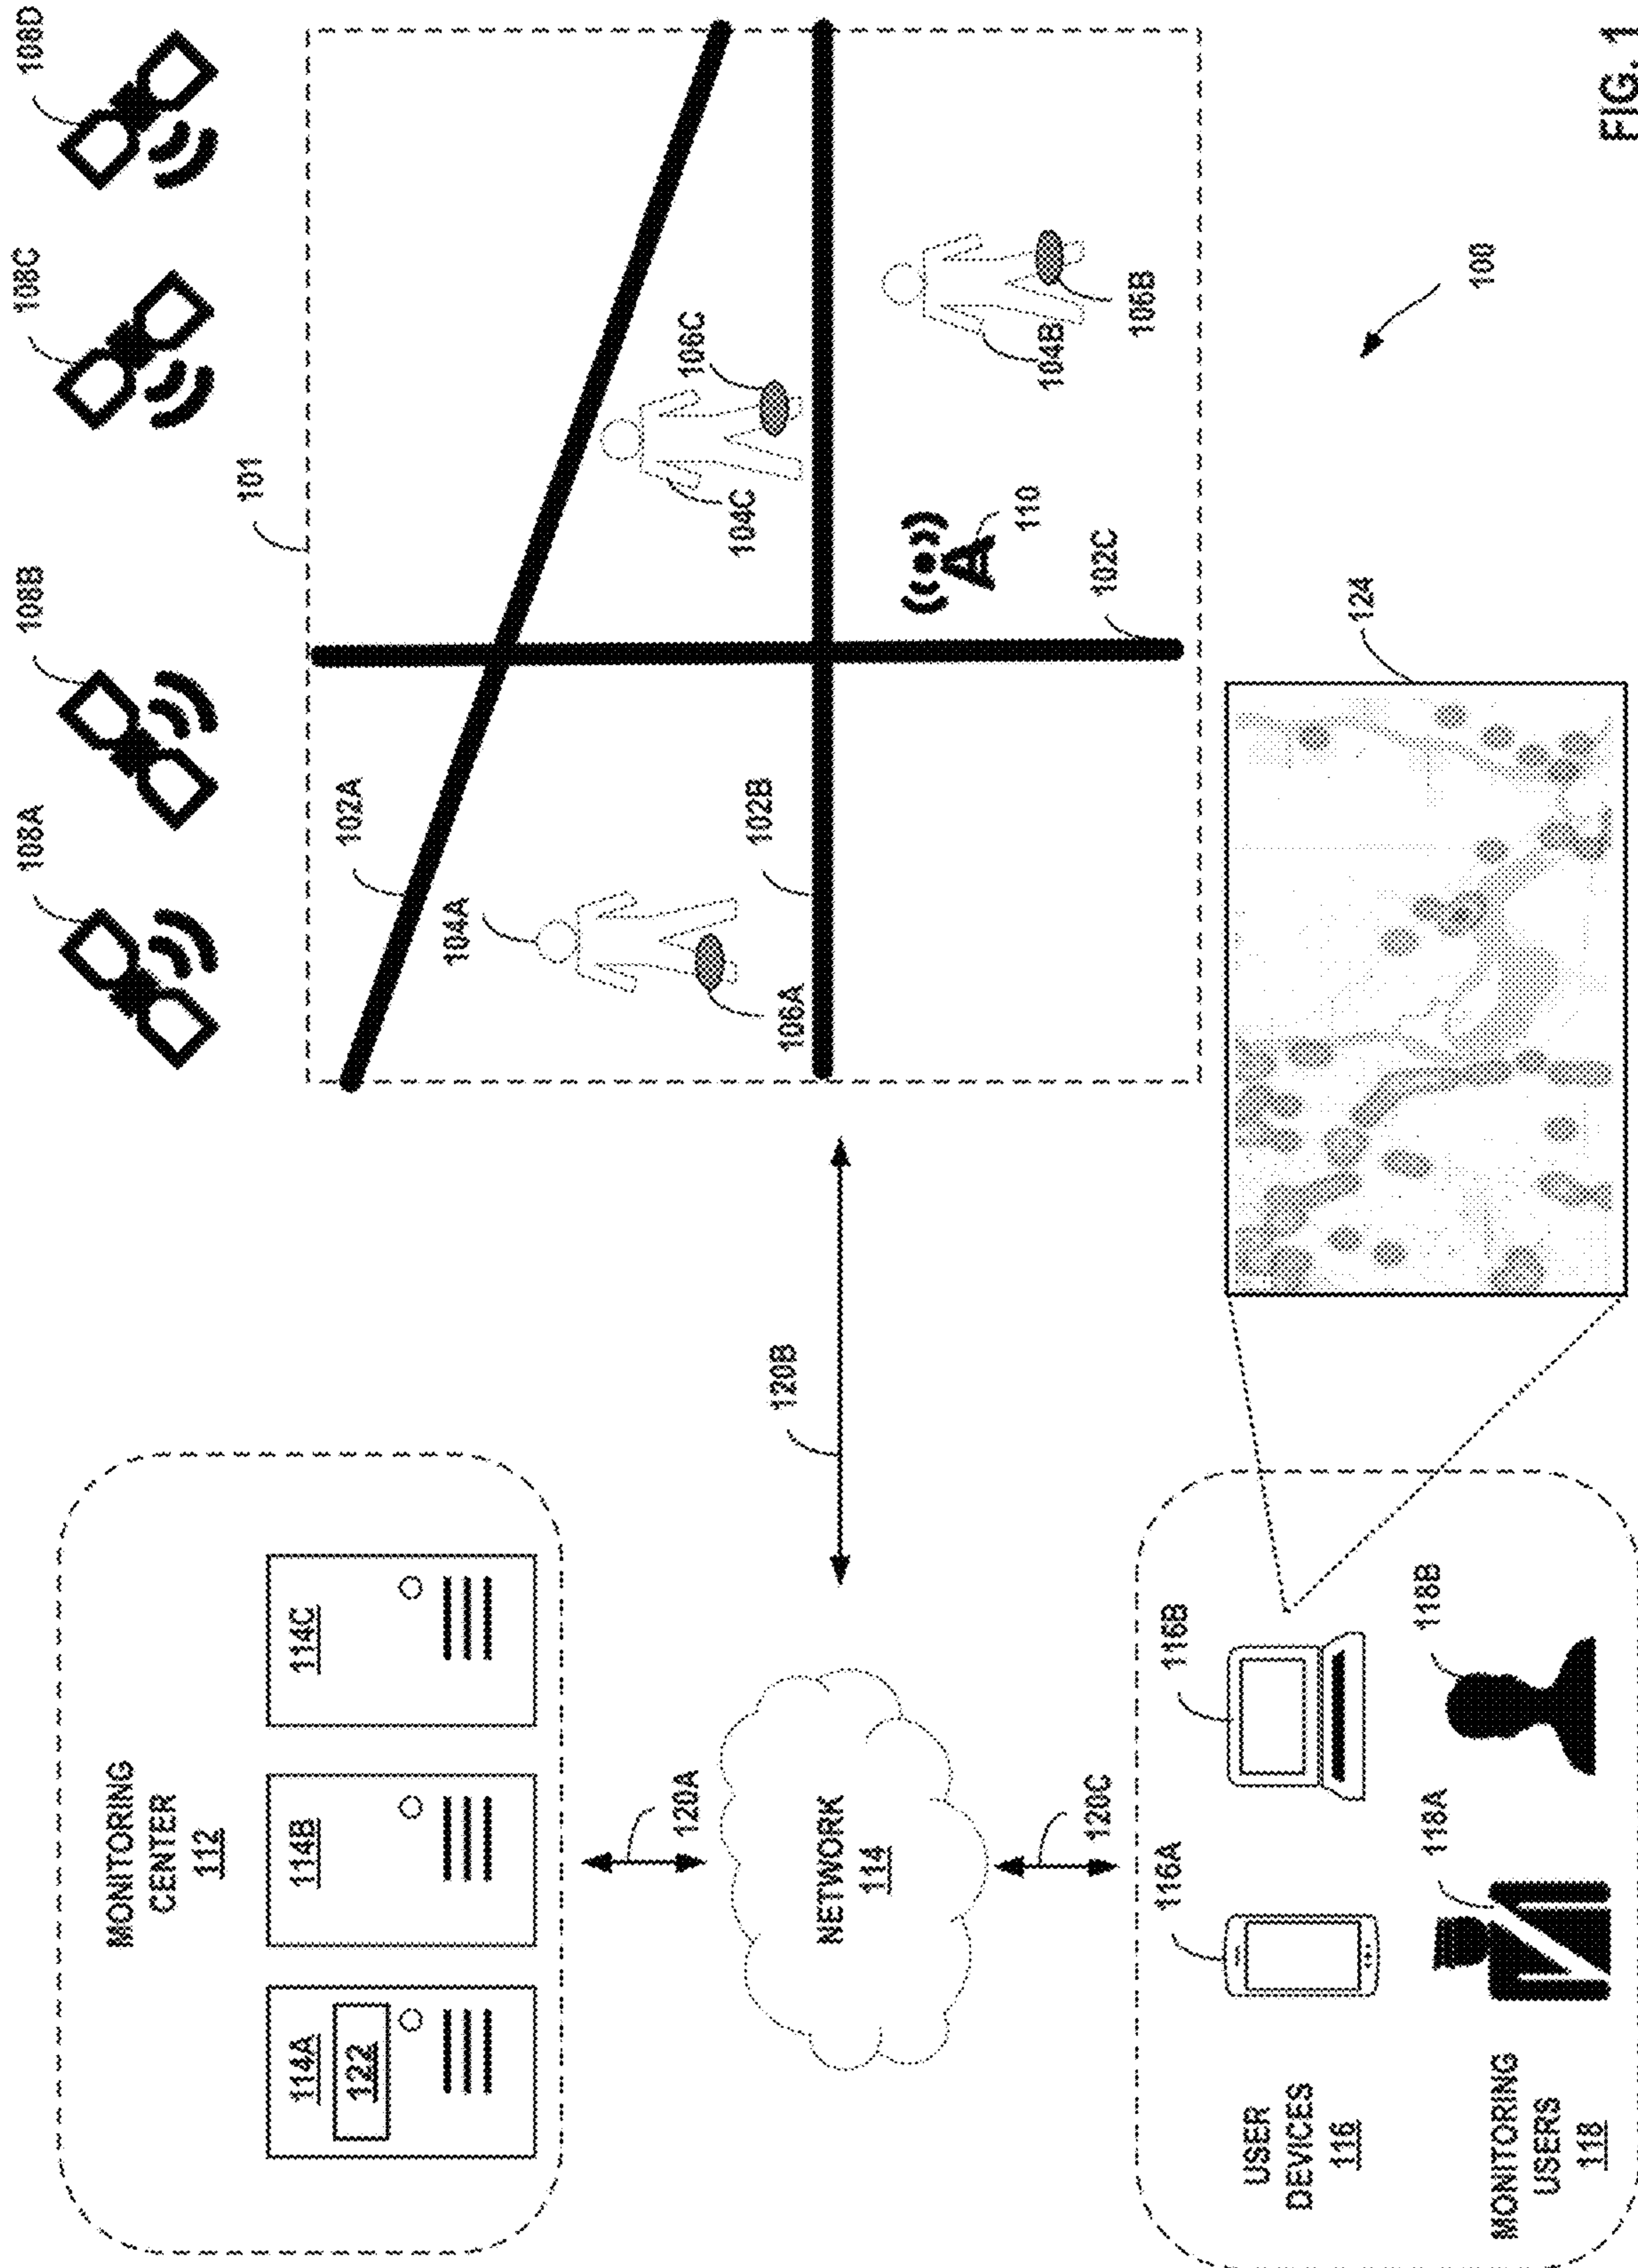 MONITORING
CENTER
112
114A
122
114B
114C
120A
NETWORK
114
120B
120C
USER
DEVICES
116
116A
116B
MONITORING
USERS
118
118A
118B
108A
108B
108C
108D
101
102A
104A
106A
102B
104C
106C
110
102C
104B
106B
124
100
FIG. 1